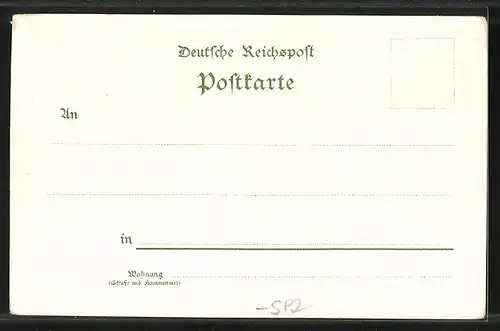 Deutsche Reichspost
Postkarte
An
in
Wohnung
(Straße und Hausnummer)
-SP2